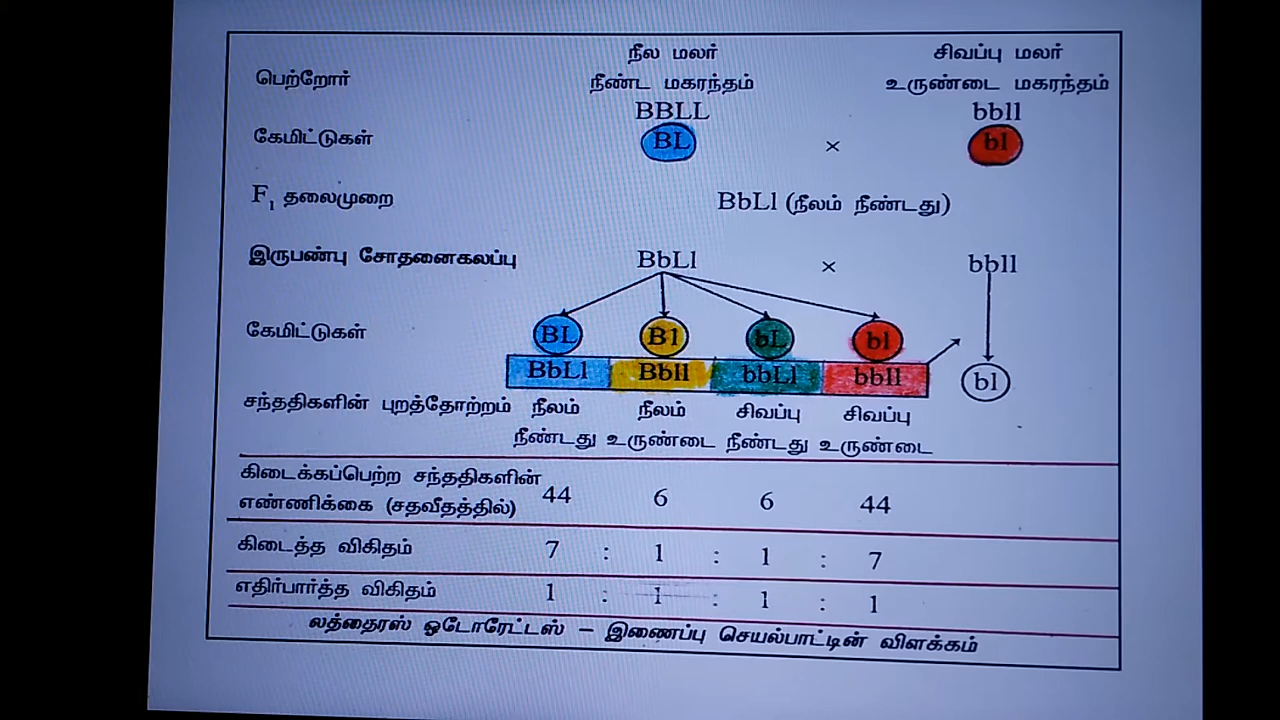 நீல மலர் சிவப்பு மலர்
பெற்றோர் நீண்ட மகரந்தம் உருண்டை மகரந்தம்
BBLL bbll
கேமிட்டுகள் BL × bl
F₁ தலைமுறை BbLl (நீலம் நீண்டது)
இருபண்பு சோதனைகலப்பு BbLl × bbll
கேமிட்டுகள் BL Bl bL bl
BbLl Bbll bbLl bbll bl
சந்ததிகளின் புறத்தோற்றம் நீலம் நீலம் சிவப்பு சிவப்பு
நீண்டது உருண்டை நீண்டது உருண்டை
கிடைக்கப்பெற்ற சந்ததிகளின்
எண்ணிக்கை (சதவீதத்தில்) 44 6 6 44
கிடைத்த விகிதம் 7 : 1 : 1 : 7
எதிர்பார்த்த விகிதம் 1 : 1 : 1 : 1
லத்தைரஸ் ஓடோரேட்டஸ் – இணைப்பு செயல்பாட்டின் விளக்கம்